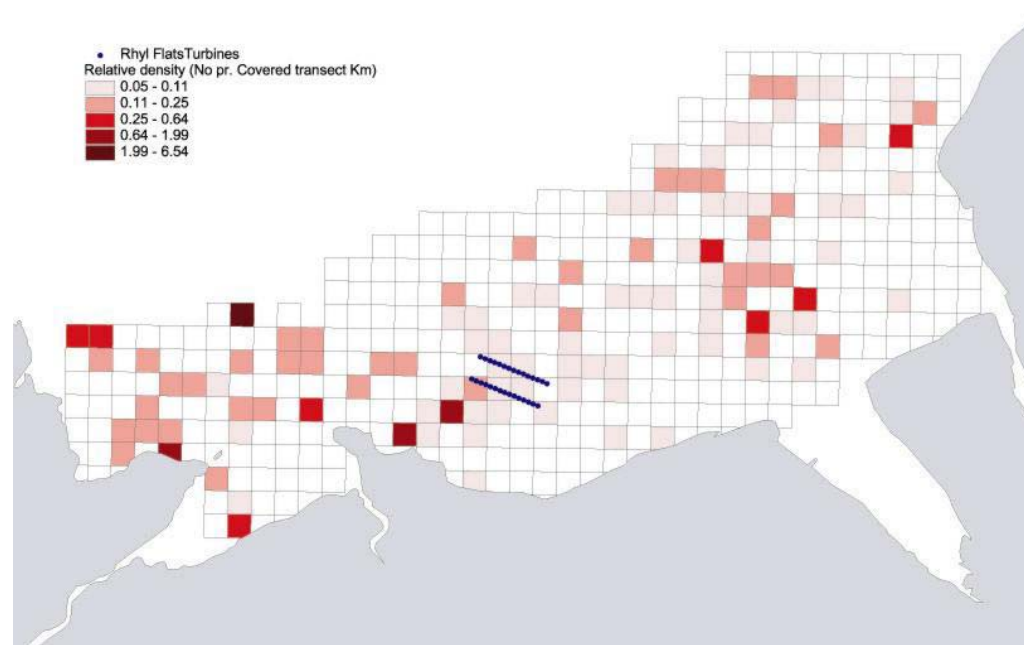 Rhyl FlatsTurbines
Relative density (No pr. Covered transect Km)
0.05 - 0.11
0.11 - 0.25
0.25 - 0.64
0.64 - 1.99
1.99 - 6.54